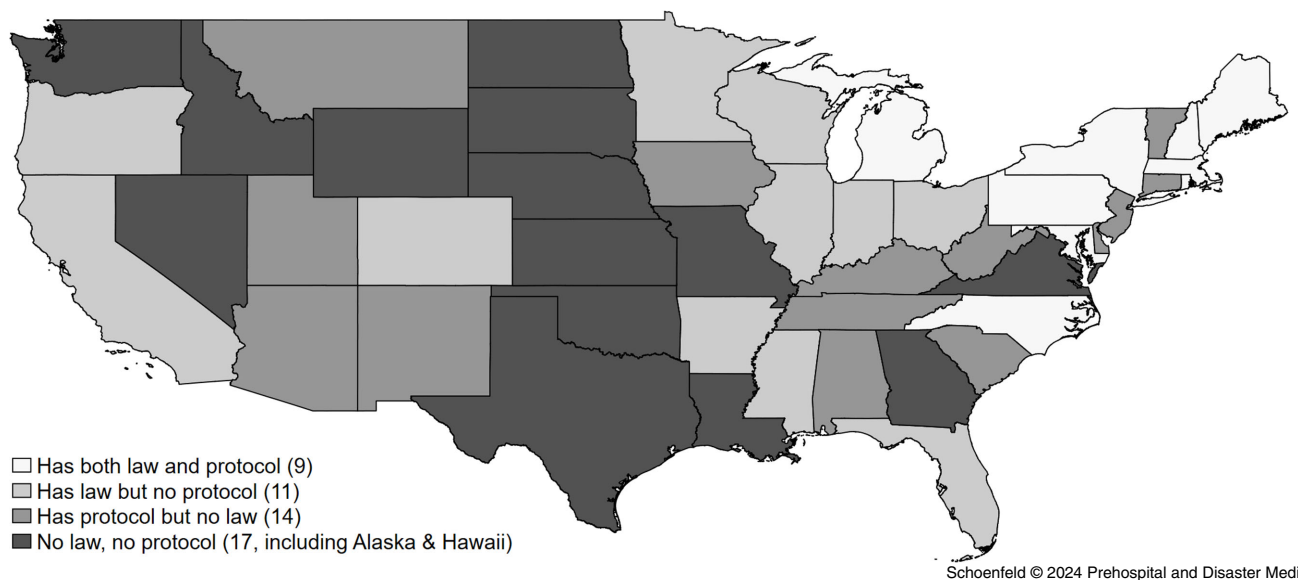 Has both law and protocol (9)
Has law but no protocol (11)
Has protocol but no law (14)
No law, no protocol (17, including Alaska & Hawaii)
Schoenfeld © 2024 Prehospital and Disaster Medi